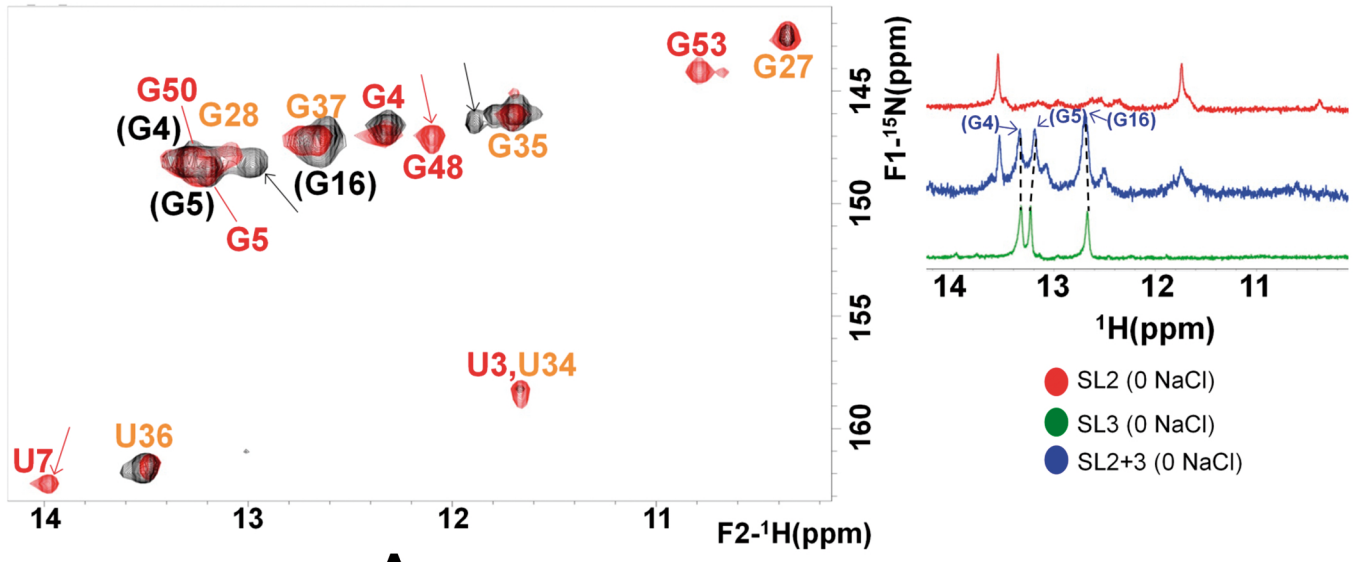 G50
G28
(G4)
(G5)
G5
G37
(G16)
G4
G48
G53
G27
G35
U3,U34
U7
U36
145
150
155
160
F1-¹⁵N(ppm)
14
13
12
11
F2-¹H(ppm)
(G4)
(G5)
(G16)
14
13
12
11
¹H(ppm)
SL2 (0 NaCl)
SL3 (0 NaCl)
SL2+3 (0 NaCl)